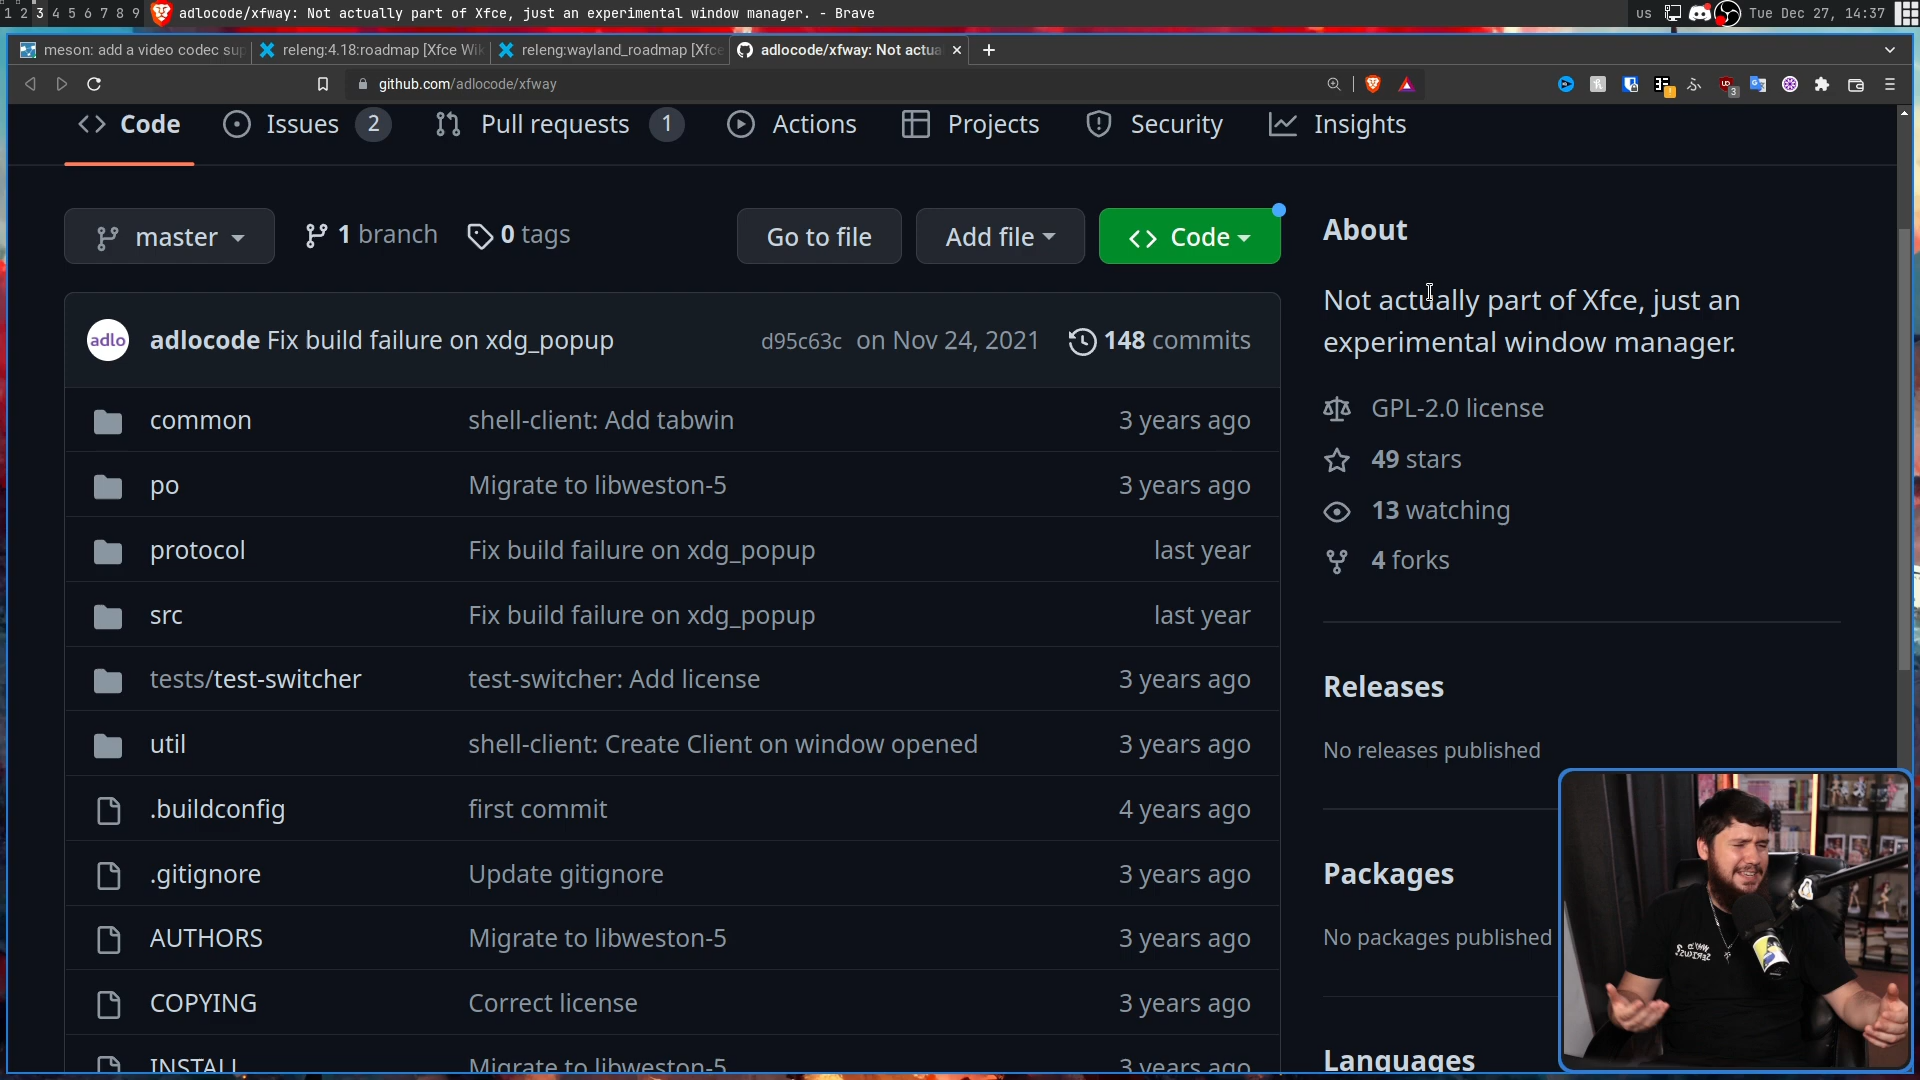 1 2 3 4 5 6 7 8 9 adlocode/xfway: Not actually part of Xfce, just an experimental window manager. - Brave us Tue Dec 27, 14:37
meson: add a video codec sup releng:4.18:roadmap [Xfce Wik releng:wayland_roadmap [Xfce adlocode/xfway: Not actua
github.com/adlocode/xfway
Code Issues 2 Pull requests 1 Actions Projects Security Insights
master 1 branch 0 tags Go to file Add file Code
adlo adlocode Fix build failure on xdg_popup d95c63c on Nov 24, 2021 148 commits
common shell-client: Add tabwin 3 years ago
po Migrate to libweston-5 3 years ago
protocol Fix build failure on xdg_popup last year
src Fix build failure on xdg_popup last year
tests/test-switcher test-switcher: Add license 3 years ago
util shell-client: Create Client on window opened 3 years ago
.buildconfig first commit 4 years ago
.gitignore Update gitignore 3 years ago
AUTHORS Migrate to libweston-5 3 years ago
COPYING Correct license 3 years ago
INSTALL Migrate to libweston-5 3 years ago
About
Not actually part of Xfce, just an
experimental window manager.
GPL-2.0 license
49 stars
13 watching
4 forks
Releases
No releases published
Packages
No packages published
Languages